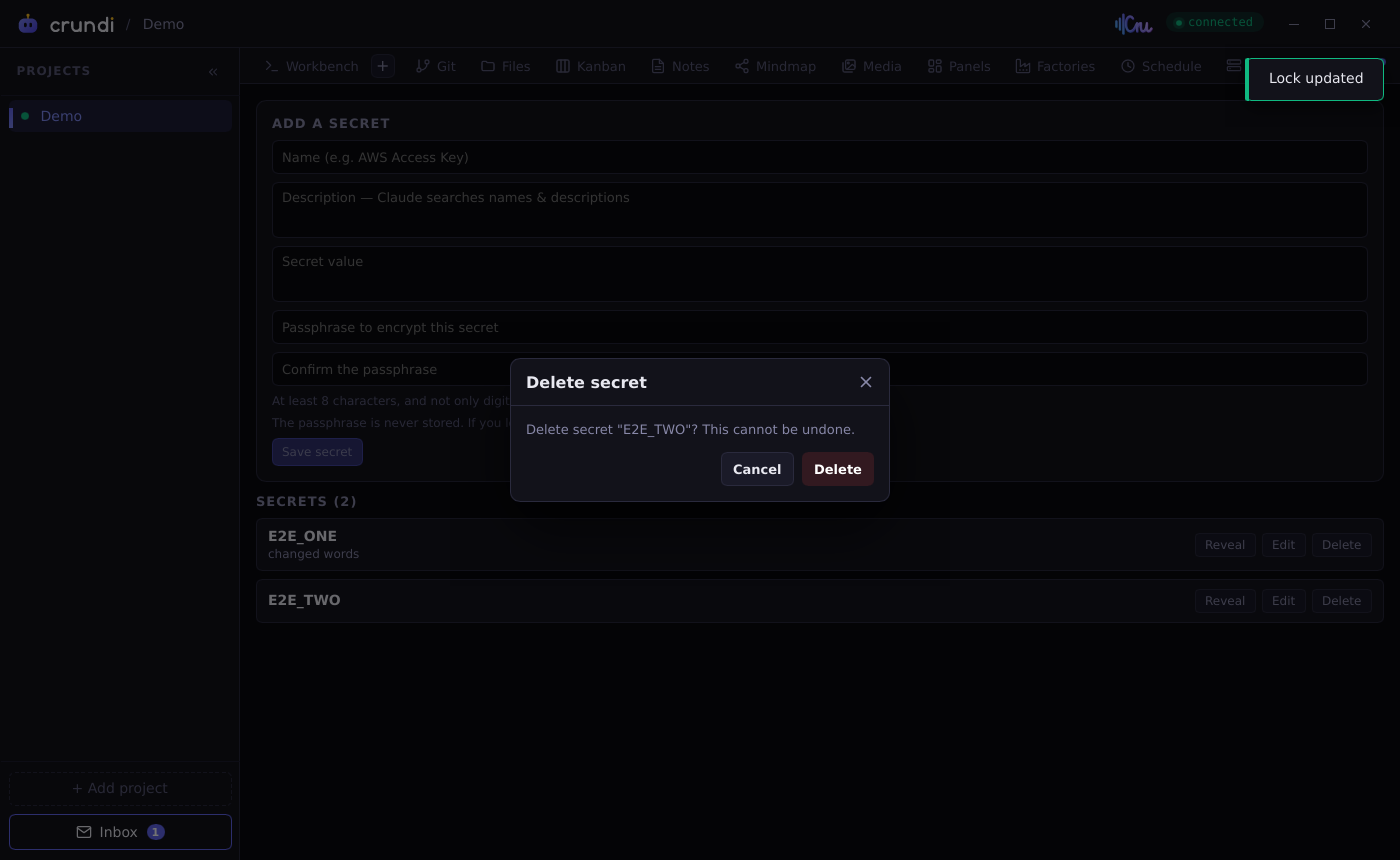 crundi / Demo
Cru
connected
PROJECTS «
Workbench + Git Files Kanban Notes Mindmap Media Panels Factories Schedule
Lock updated
Demo
ADD A SECRET
Name (e.g. AWS Access Key)
Description — Claude searches names & descriptions
Secret value
Passphrase to encrypt this secret
Confirm the passphrase
At least 8 characters, and not only digit
The passphrase is never stored. If you l
Save secret
Delete secret
Delete secret "E2E_TWO"? This cannot be undone.
Cancel Delete
SECRETS (2)
E2E_ONE
changed words
Reveal Edit Delete
E2E_TWO
Reveal Edit Delete
+ Add project
Inbox 1